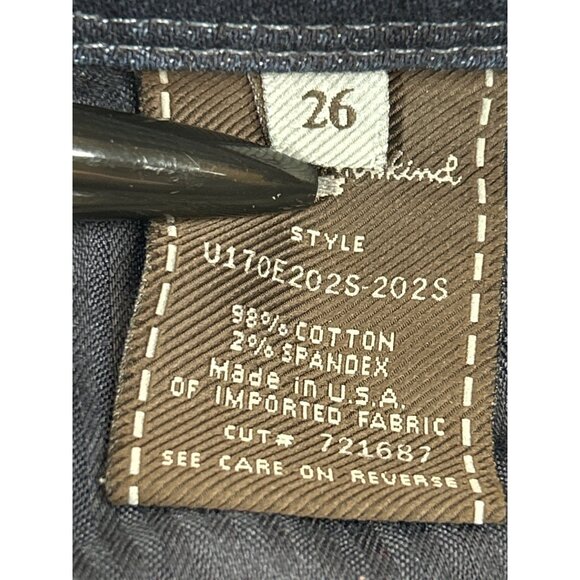 26
STYLE
U170E202S-202S
98% COTTON
2% SPANDEX
Made in U.S.A.
OF IMPORTED FABRIC
CUT# 721687
SEE CARE ON REVERSE